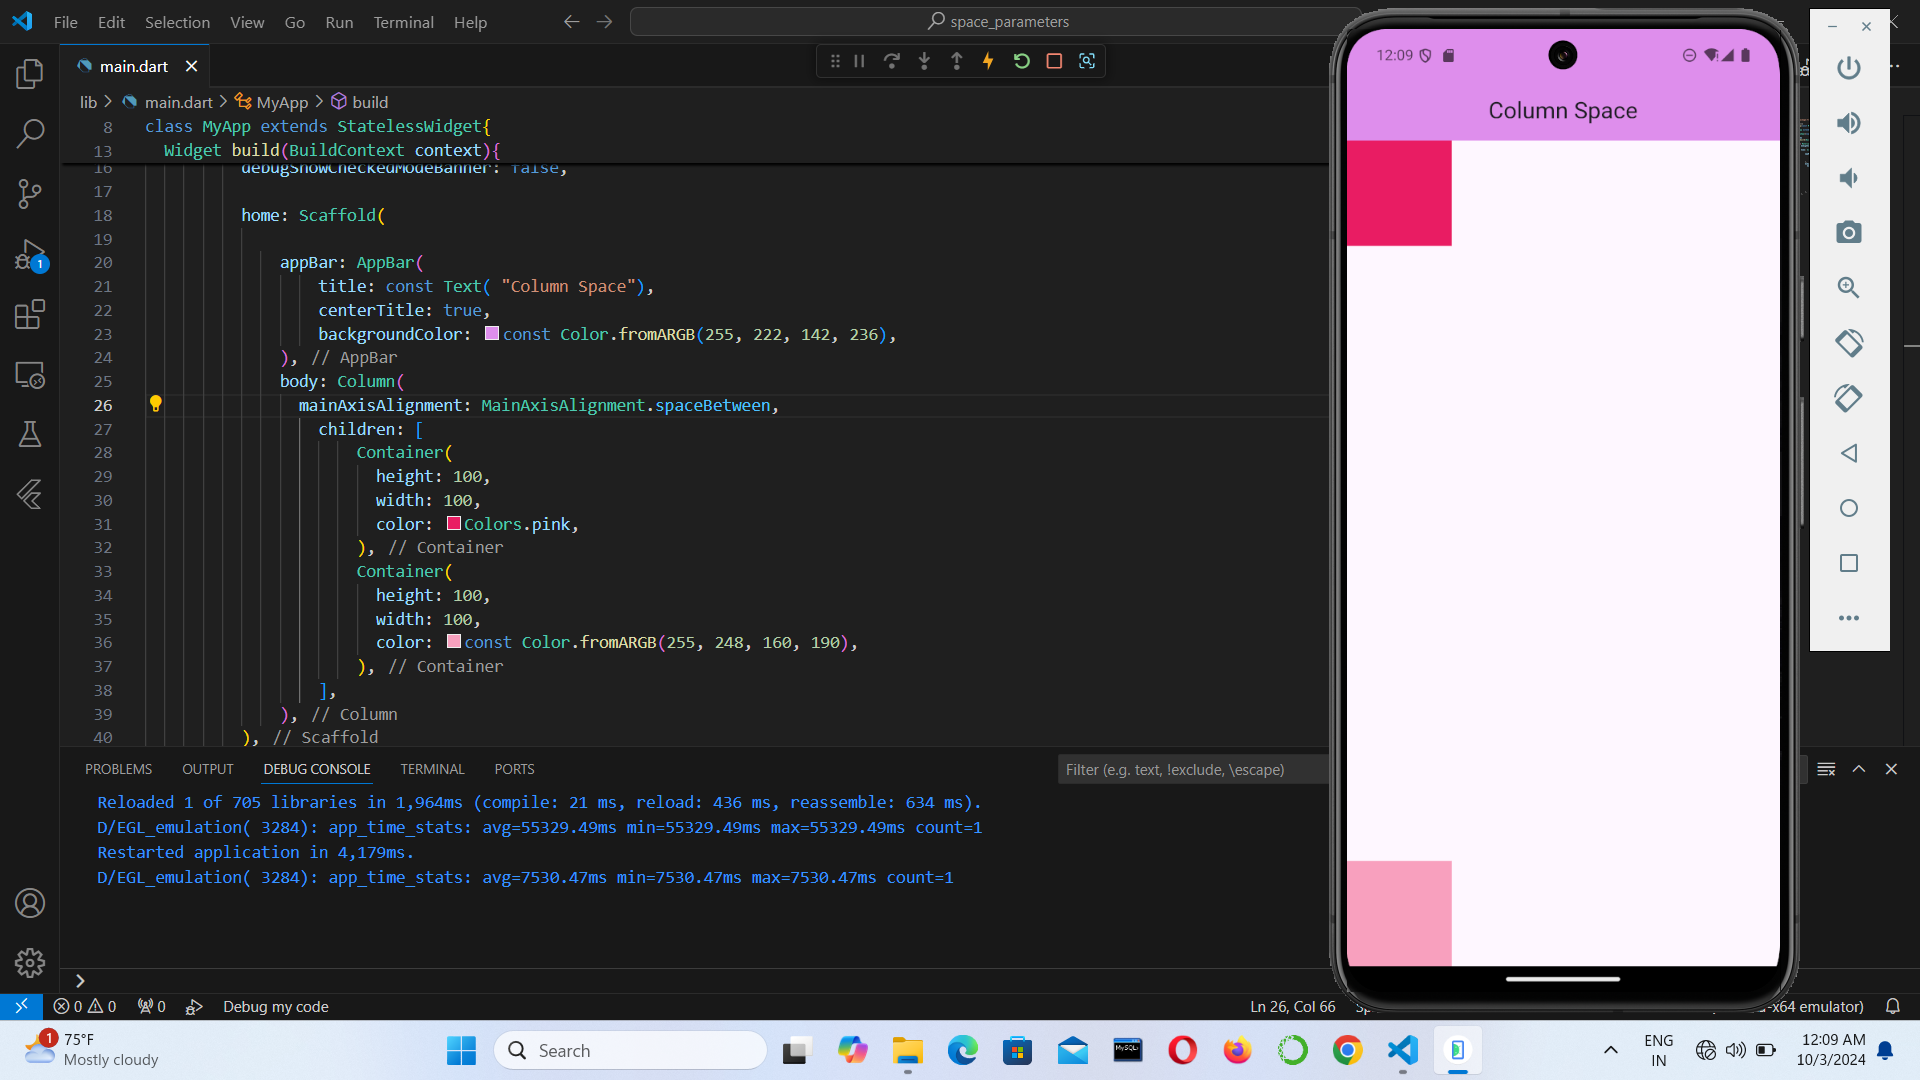 File Edit Selection View Go Run Terminal Help
space_parameters
main.dart
lib > main.dart > MyApp > build
8 class MyApp extends StatelessWidget{
13 Widget build(BuildContext context){
16 debugShowCheckedModeBanner: false,
17
18 home: Scaffold(
19
20 appBar: AppBar(
21 title: const Text( "Column Space"),
22 centerTitle: true,
23 backgroundColor: const Color.fromARGB(255, 222, 142, 236),
24 ), // AppBar
25 body: Column(
26 mainAxisAlignment: MainAxisAlignment.spaceBetween,
27 children: [
28 Container(
29 height: 100,
30 width: 100,
31 color: Colors.pink,
32 ), // Container
33 Container(
34 height: 100,
35 width: 100,
36 color: const Color.fromARGB(255, 248, 160, 190),
37 ), // Container
38 ],
39 ), // Column
40 ), // Scaffold
1
PROBLEMS OUTPUT DEBUG CONSOLE TERMINAL PORTS
Filter (e.g. text, !exclude, \escape)
Reloaded 1 of 705 libraries in 1,964ms (compile: 21 ms, reload: 436 ms, reassemble: 634 ms).
D/EGL_emulation( 3284): app_time_stats: avg=55329.49ms min=55329.49ms max=55329.49ms count=1
Restarted application in 4,179ms.
D/EGL_emulation( 3284): app_time_stats: avg=7530.47ms min=7530.47ms max=7530.47ms count=1
0 0 0 Debug my code
Ln 26, Col 66
-x64 emulator)
12:09
Column Space
1
75°F
Mostly cloudy
Search
MySQL
ENG
IN
12:09 AM
10/3/2024